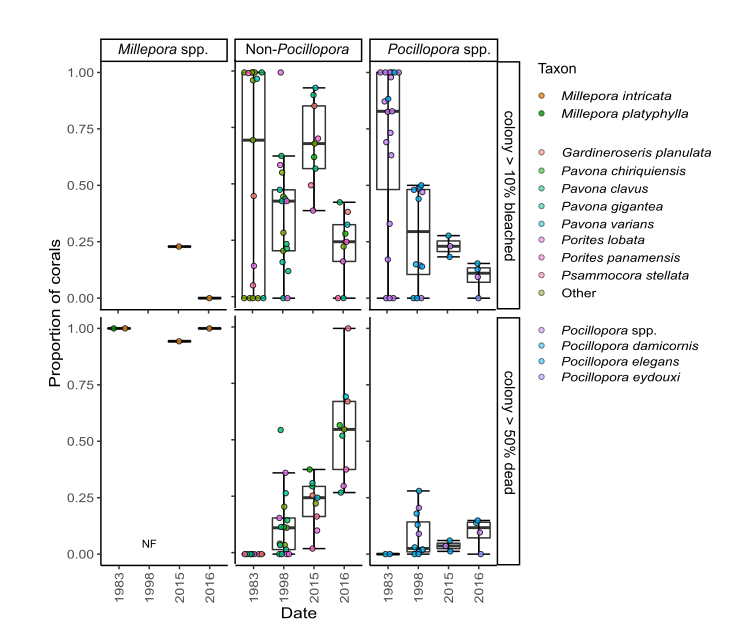 Millepora spp.
Non-Pocillopora
Pocillopora spp.
Proportion of corals
1.00
0.75
0.50
0.25
0.00
colony > 10% bleached
1.00
0.75
0.50
0.25
0.00
NF
colony > 50% dead
1983
1998
2015
2016
1983
1998
2015
2016
1983
1998
2015
2016
Date
Taxon
Millepora intricata
Millepora platyphylla
Gardineroseris planulata
Pavona chiriquiensis
Pavona clavus
Pavona gigantea
Pavona varians
Porites lobata
Porites panamensis
Psammocora stellata
Other
Pocillopora spp.
Pocillopora damicornis
Pocillopora elegans
Pocillopora eydouxi